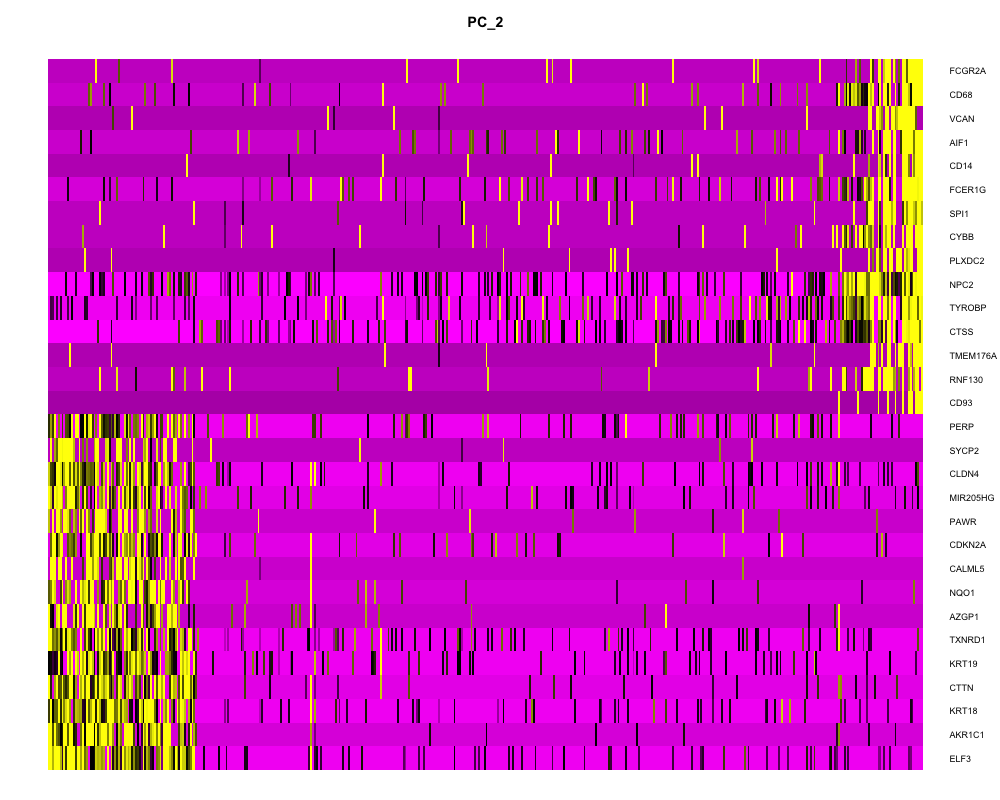 PC_2
FCGR2A
CD68
VCAN
AIF1
CD14
FCER1G
SPI1
CYBB
PLXDC2
NPC2
TYROBP
CTSS
TMEM176A
RNF130
CD93
PERP
SYCP2
CLDN4
MIR205HG
PAWR
CDKN2A
CALML5
NQO1
AZGP1
TXNRD1
KRT19
CTTN
KRT18
AKR1C1
ELF3